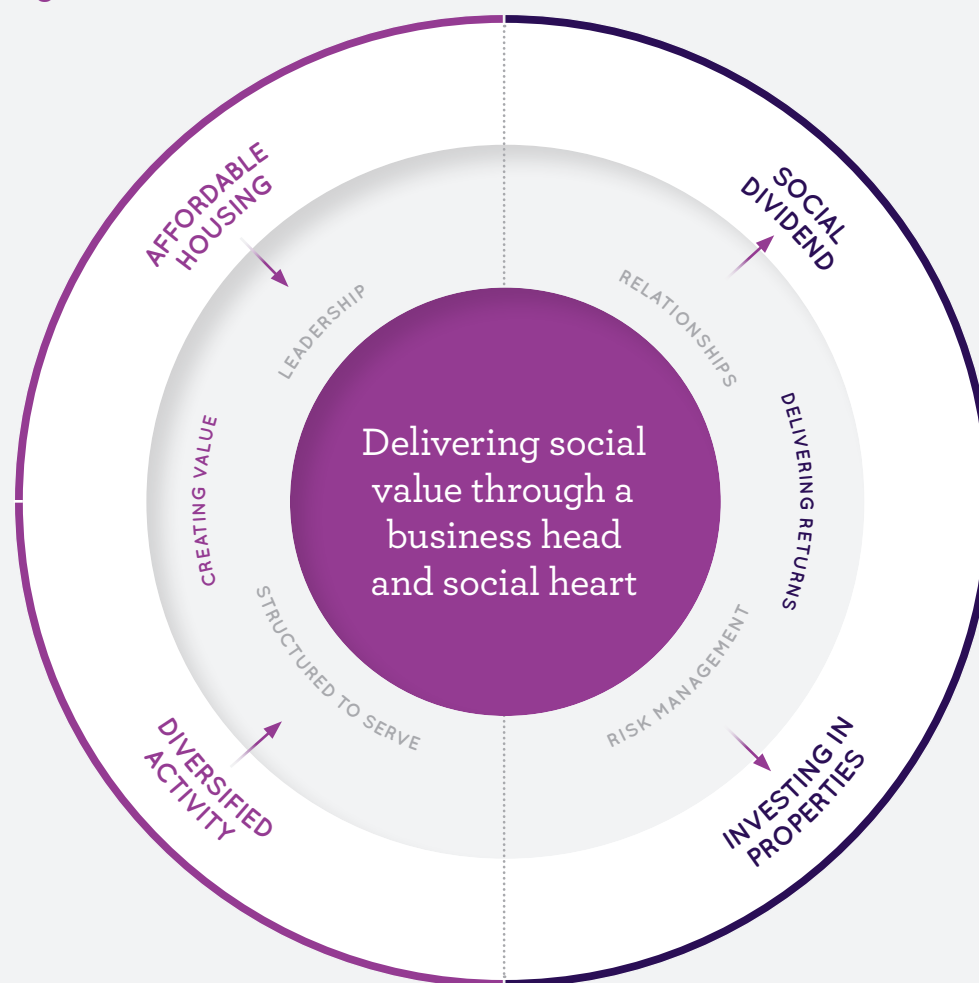 AFFORDABLE
HOUSING
SOCIAL
DIVIDEND
LEADERSHIP
RELATIONSHIPS
CREATING VALUE
DELIVERING RETURNS
Delivering social
value through a
business head
and social heart
STRUCTURED TO SERVE
RISK MANAGEMENT
DIVERSIFIED
ACTIVITY
INVESTING IN
PROPERTIES